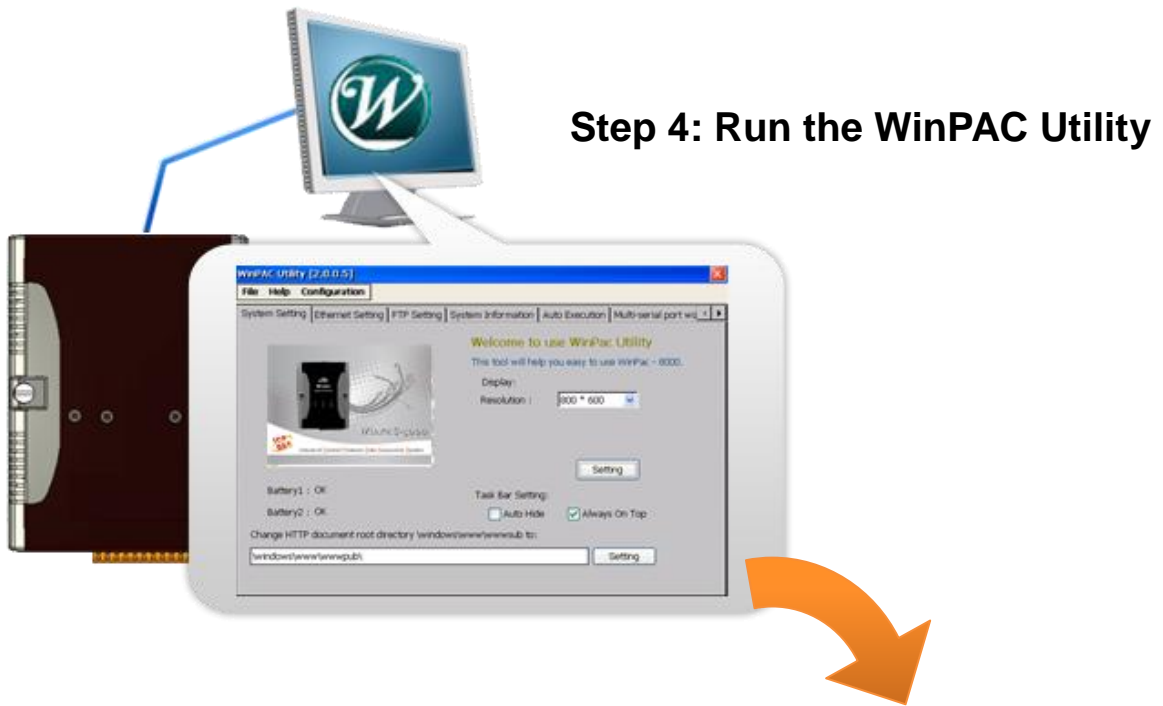 Step 4: Run the WinPAC Utility
WinPAC Utility [2.0.0.5]
File Help Configuration
System Setting Ethernet Setting FTP Setting System Information Auto Execution Multi-serial port
Welcome to use WinPac Utility
This tool will help you easy to use WinPac - 8000.
Display:
Resolution : 800 * 600
Setting
Battery1 : OK
Battery2 : OK
Task Bar Setting:
Auto Hide Always On Top
Change HTTP document root directory \windows\www\wwwpub to:
\windows\www\wwwpub\
Setting